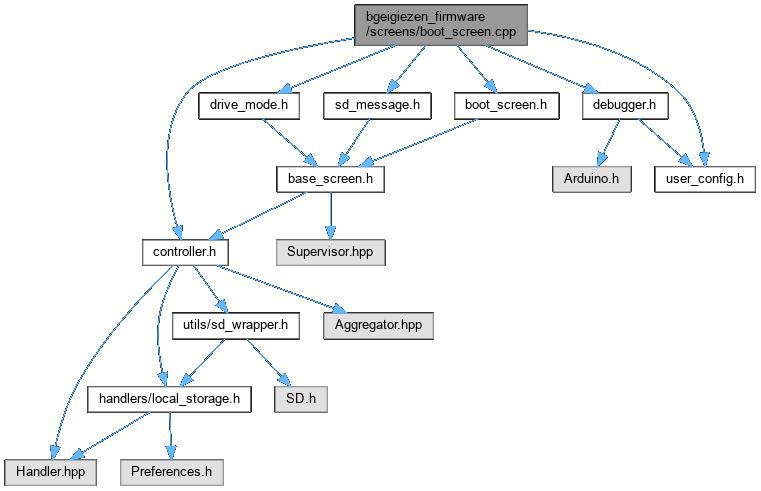 bgeigiezen_firmware
/screens/boot_screen.cpp
drive_mode.h
sd_message.h
boot_screen.h
debugger.h
base_screen.h
Arduino.h
user_config.h
controller.h
Supervisor.hpp
utils/sd_wrapper.h
Aggregator.hpp
handlers/local_storage.h
SD.h
Handler.hpp
Preferences.h